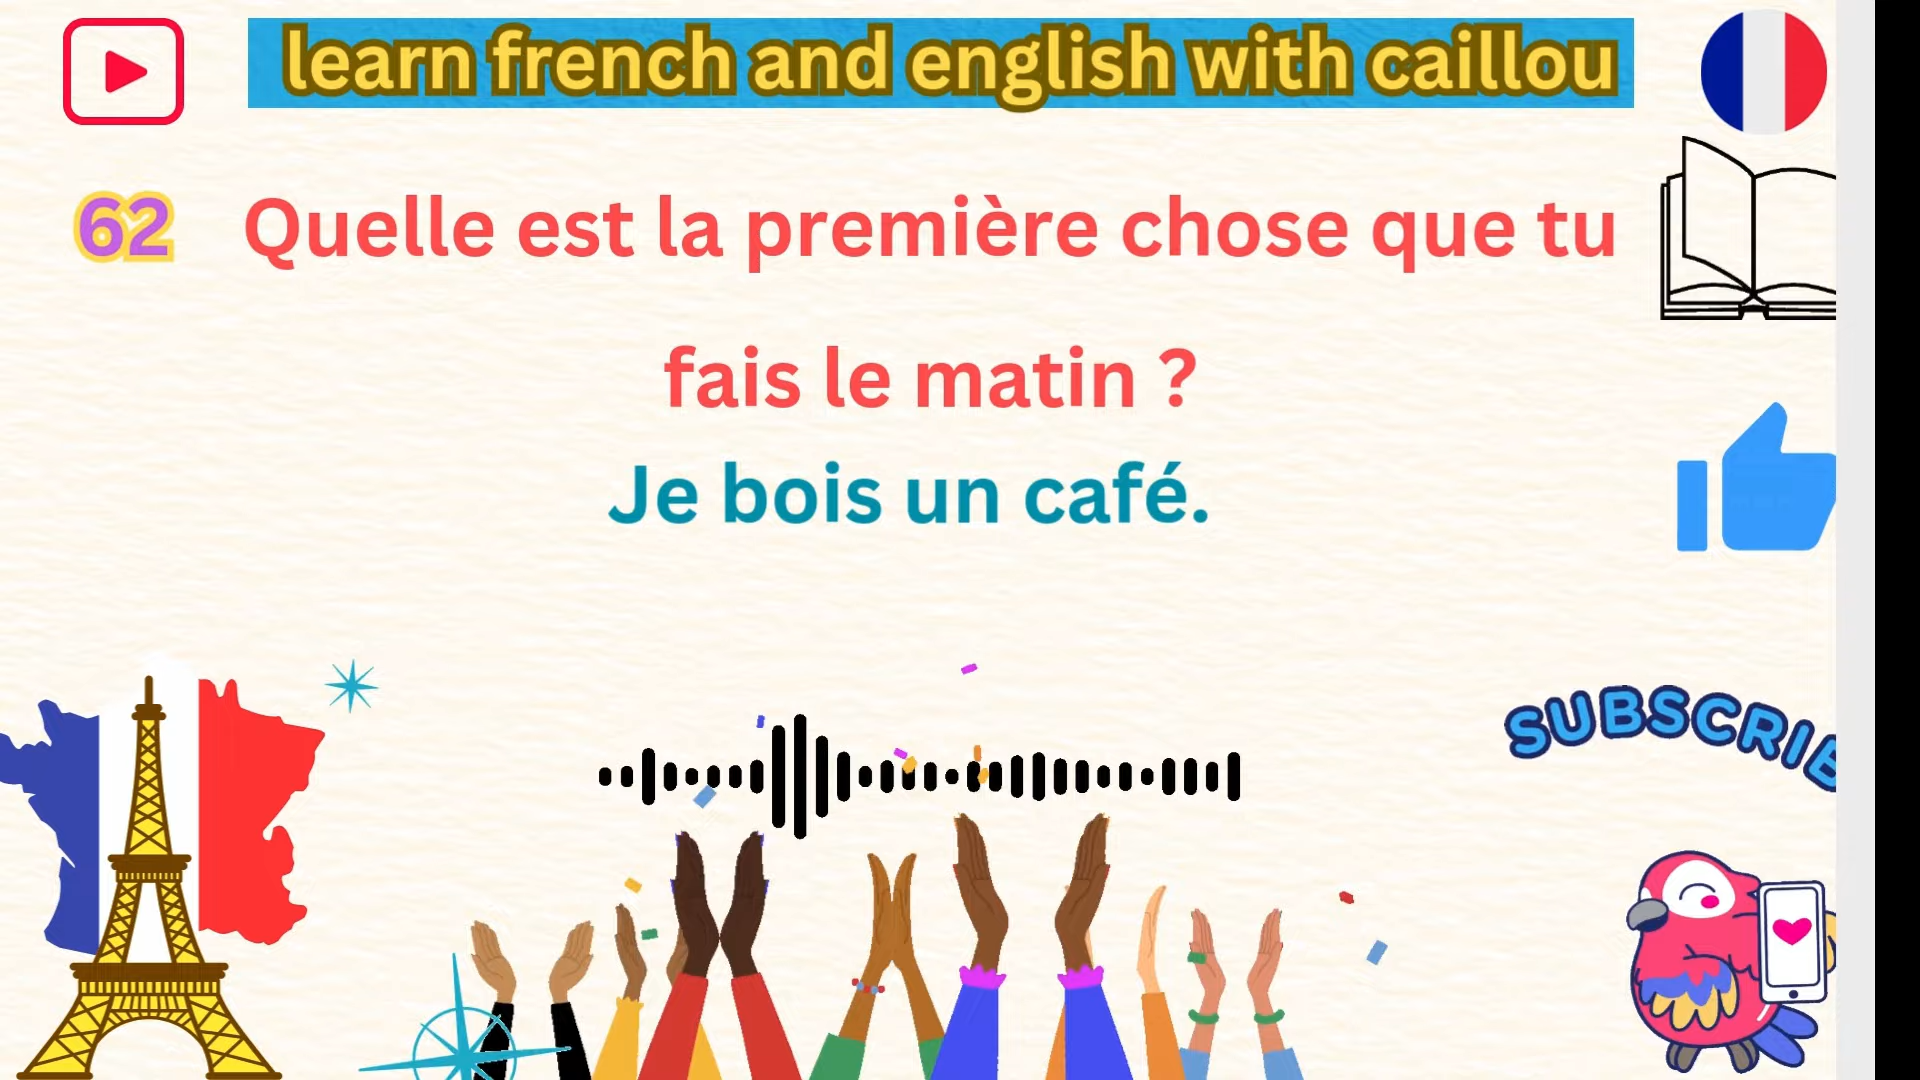 learn french and english with caillou
62 Quelle est la première chose que tu
fais le matin ?
Je bois un café.
SUBSCRIB